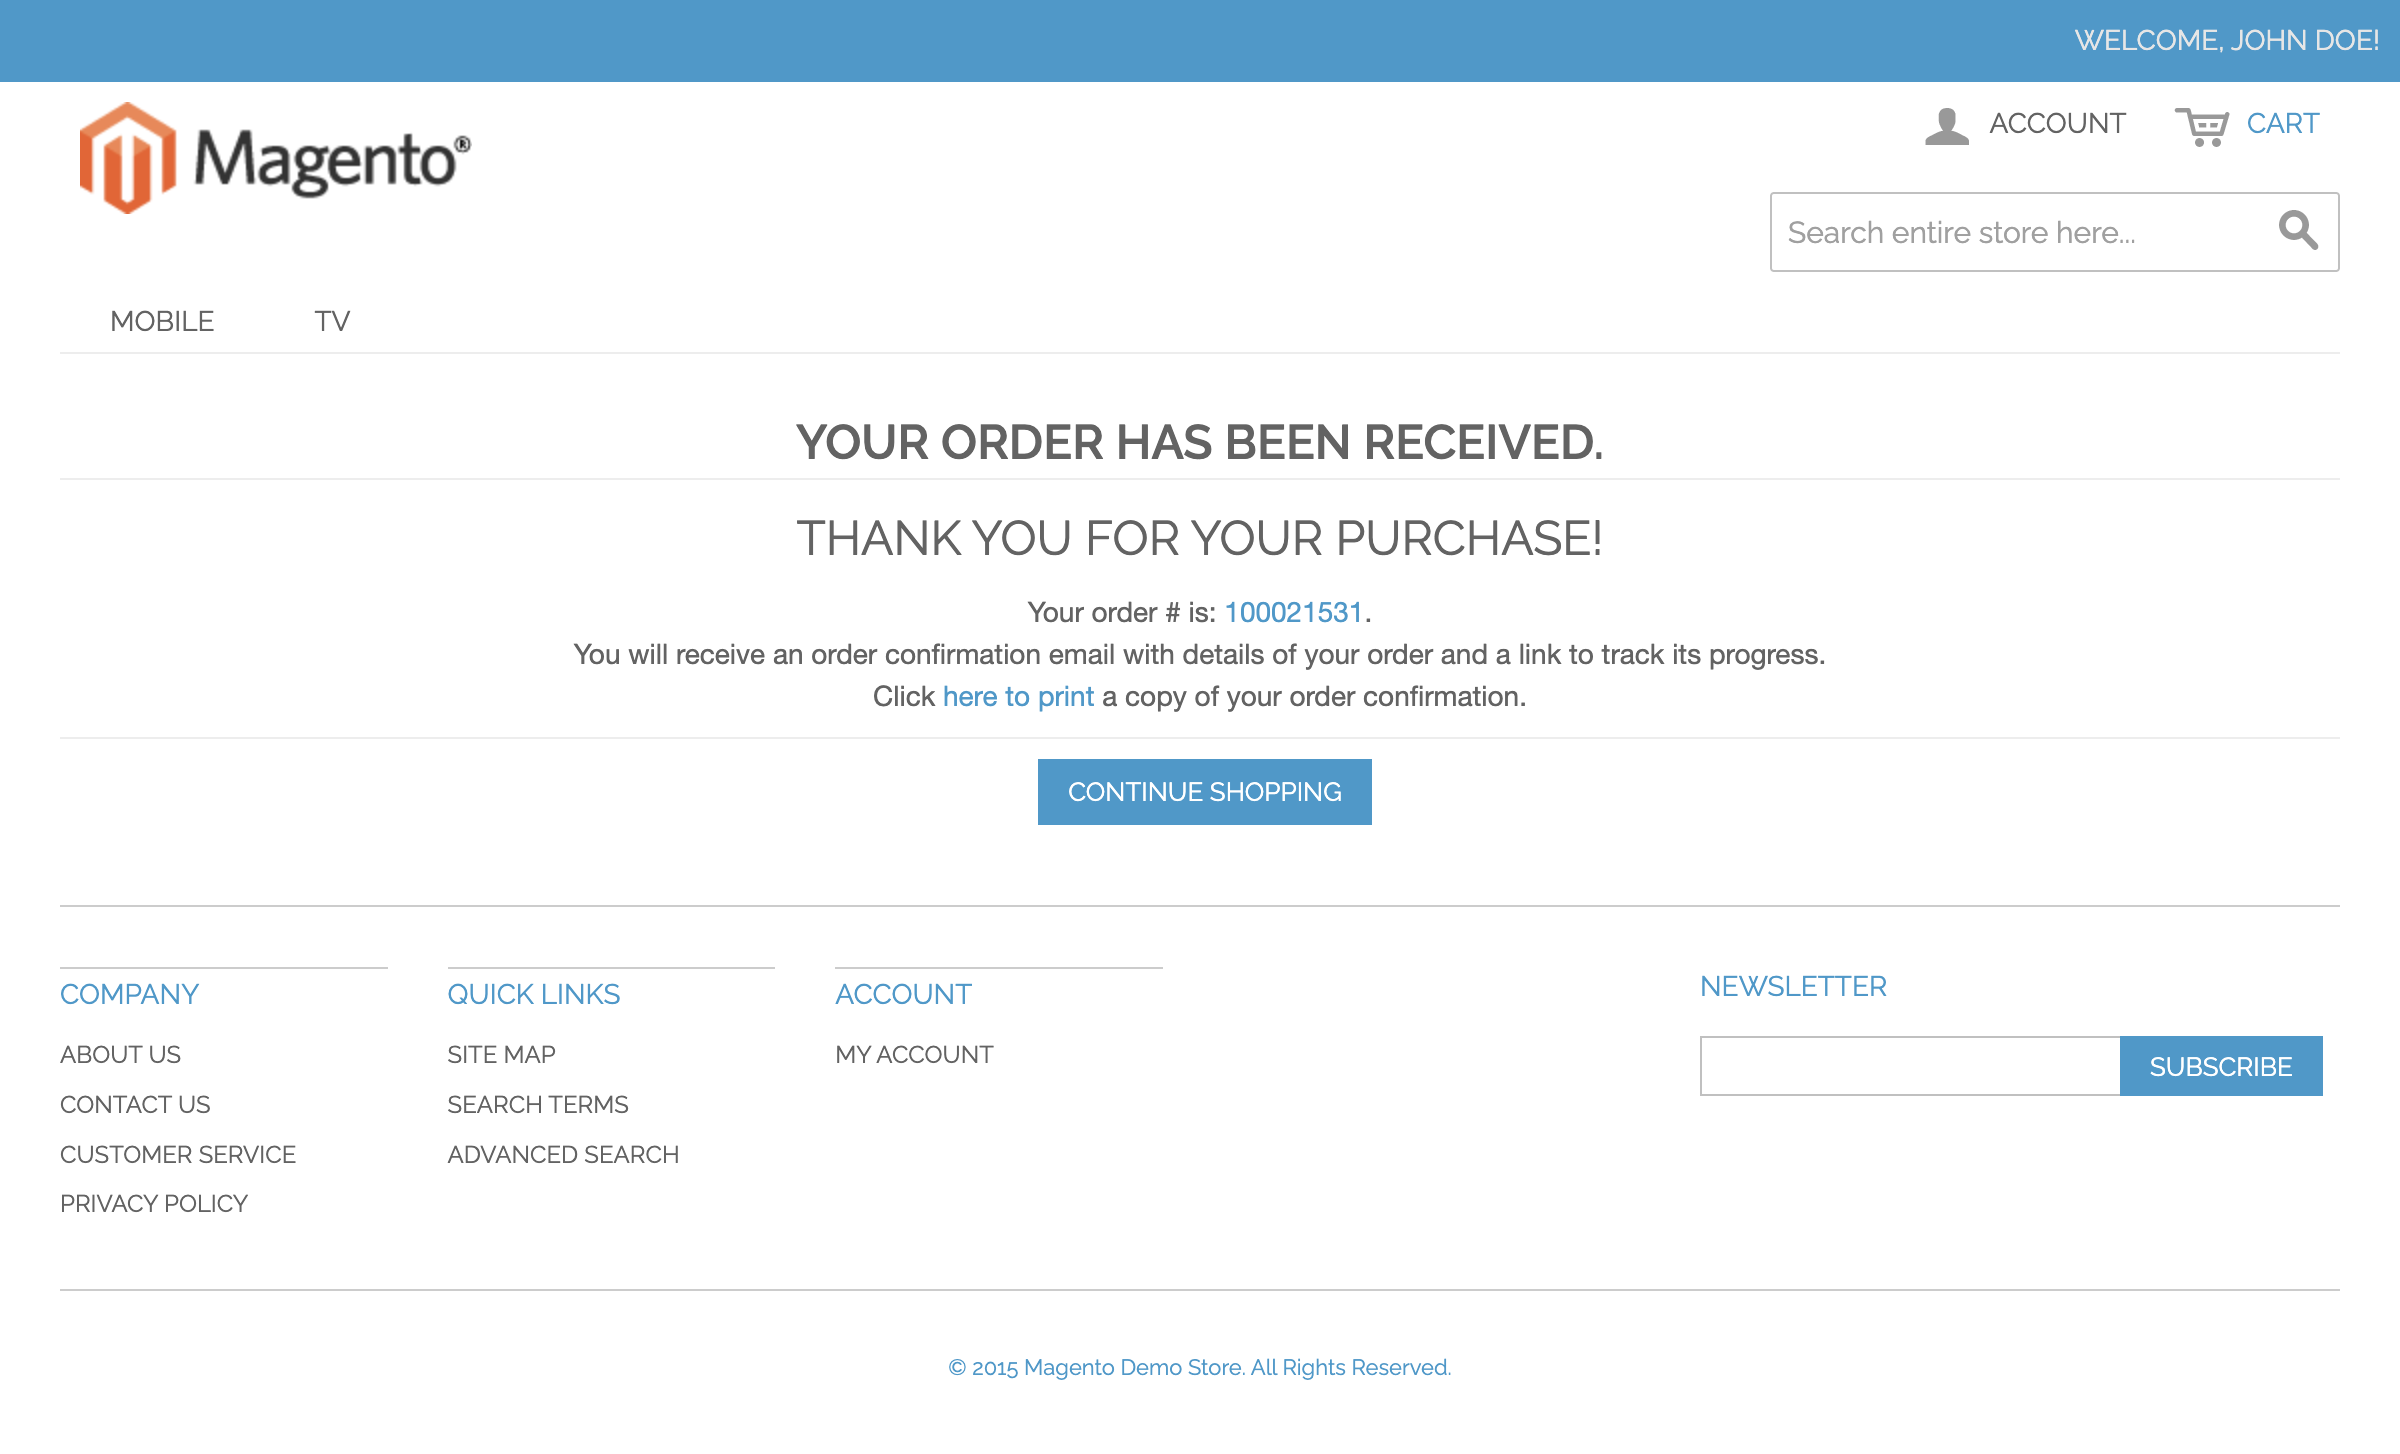 WELCOME, JOHN DOE!
Magento®
ACCOUNT
CART
Search entire store here...
MOBILE
TV
YOUR ORDER HAS BEEN RECEIVED.
THANK YOU FOR YOUR PURCHASE!
Your order # is: 100021531.
You will receive an order confirmation email with details of your order and a link to track its progress.
Click here to print a copy of your order confirmation.
CONTINUE SHOPPING
COMPANY
ABOUT US
CONTACT US
CUSTOMER SERVICE
PRIVACY POLICY
QUICK LINKS
SITE MAP
SEARCH TERMS
ADVANCED SEARCH
ACCOUNT
MY ACCOUNT
NEWSLETTER
SUBSCRIBE
© 2015 Magento Demo Store. All Rights Reserved.